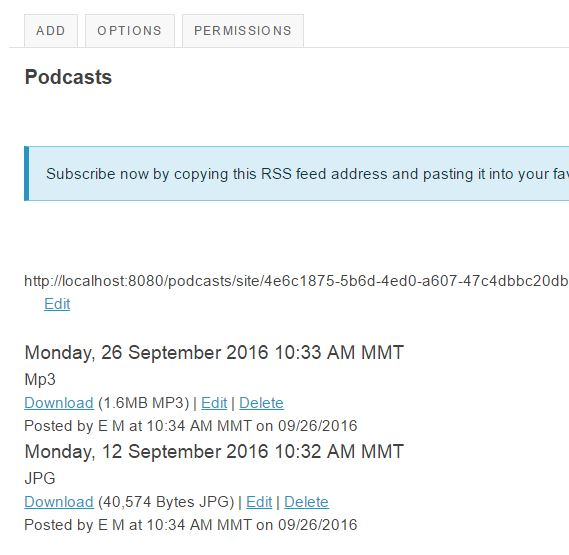 ADD OPTIONS PERMISSIONS
Podcasts
Subscribe now by copying this RSS feed address and pasting it into your fav
http://localhost:8080/podcasts/site/4e6c1875-5b6d-4ed0-a607-47c4dbbc20db
Edit
Monday, 26 September 2016 10:33 AM MMT
Mp3
Download (1.6MB MP3) | Edit | Delete
Posted by E M at 10:34 AM MMT on 09/26/2016
Monday, 12 September 2016 10:32 AM MMT
JPG
Download (40,574 Bytes JPG) | Edit | Delete
Posted by E M at 10:34 AM MMT on 09/26/2016